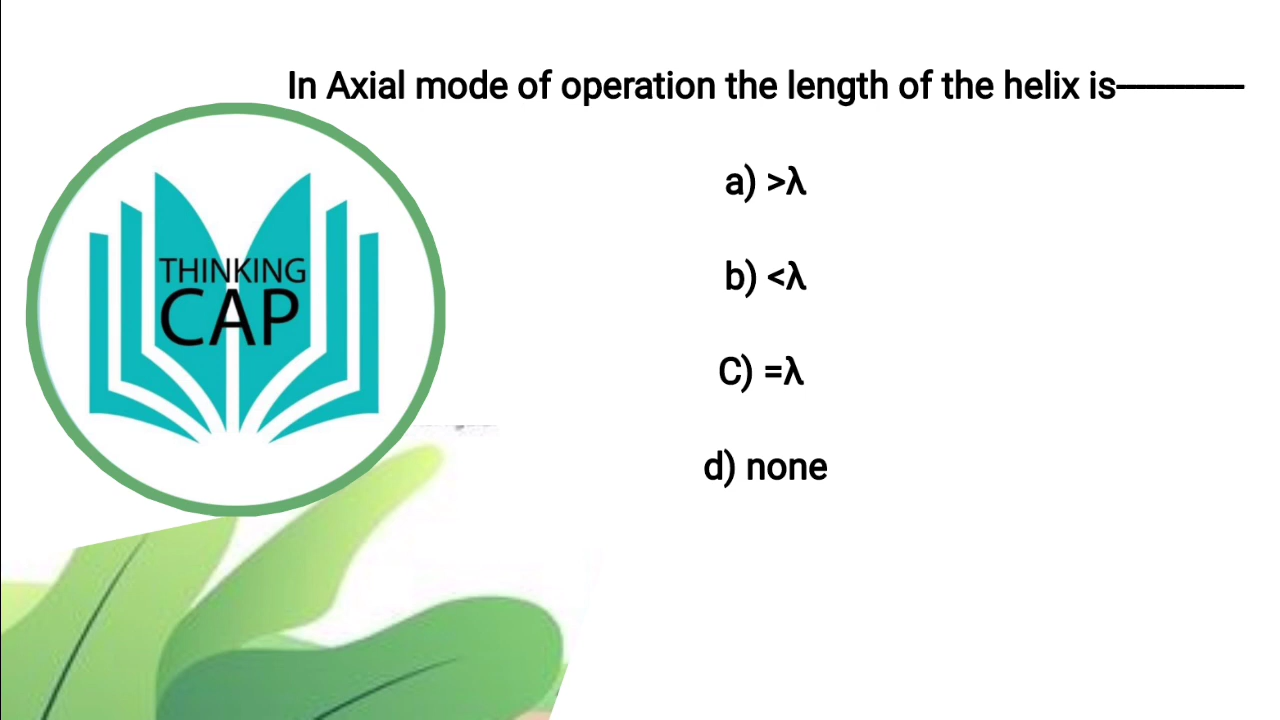 In Axial mode of operation the length of the helix is————
THINKING
CAP
a) >λ
b) <λ
C) =λ
d) none